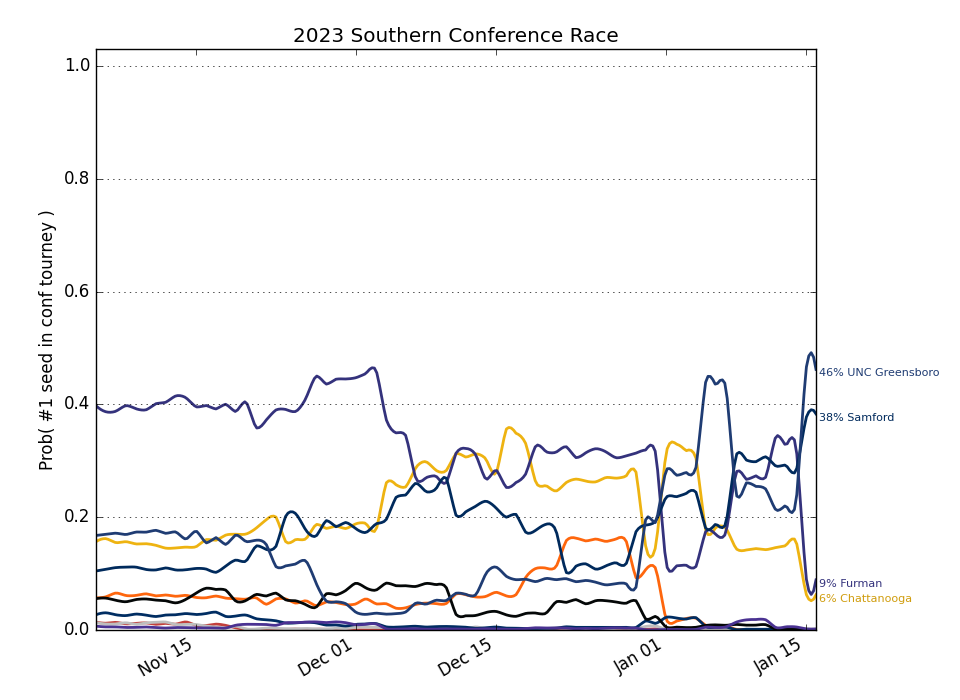 2023 Southern Conference Race
Prob( #1 seed in conf tourney )
1.0
0.8
0.6
0.4
0.2
0.0
46% UNC Greensboro
38% Samford
9% Furman
6% Chattanooga
Nov 15
Dec 01
Dec 15
Jan 01
Jan 15